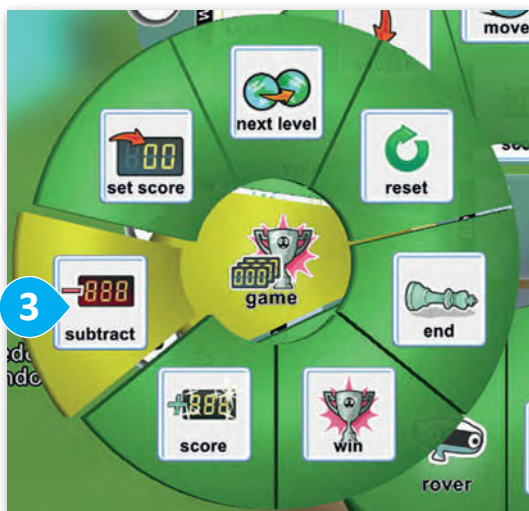 move
next level
set score
reset
game
3
subtract
end
score
win
rover